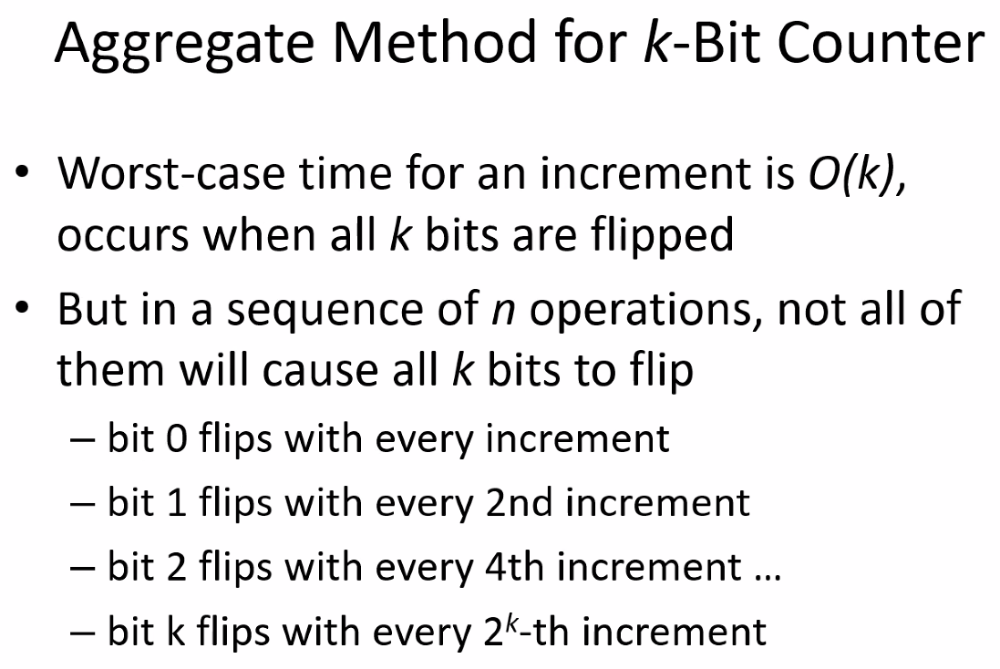 Aggregate Method for k-Bit Counter
• Worst-case time for an increment is O(k),
occurs when all k bits are flipped
• But in a sequence of n operations, not all of
them will cause all k bits to flip
– bit 0 flips with every increment
– bit 1 flips with every 2nd increment
– bit 2 flips with every 4th increment ...
– bit k flips with every 2ᵏ-th increment